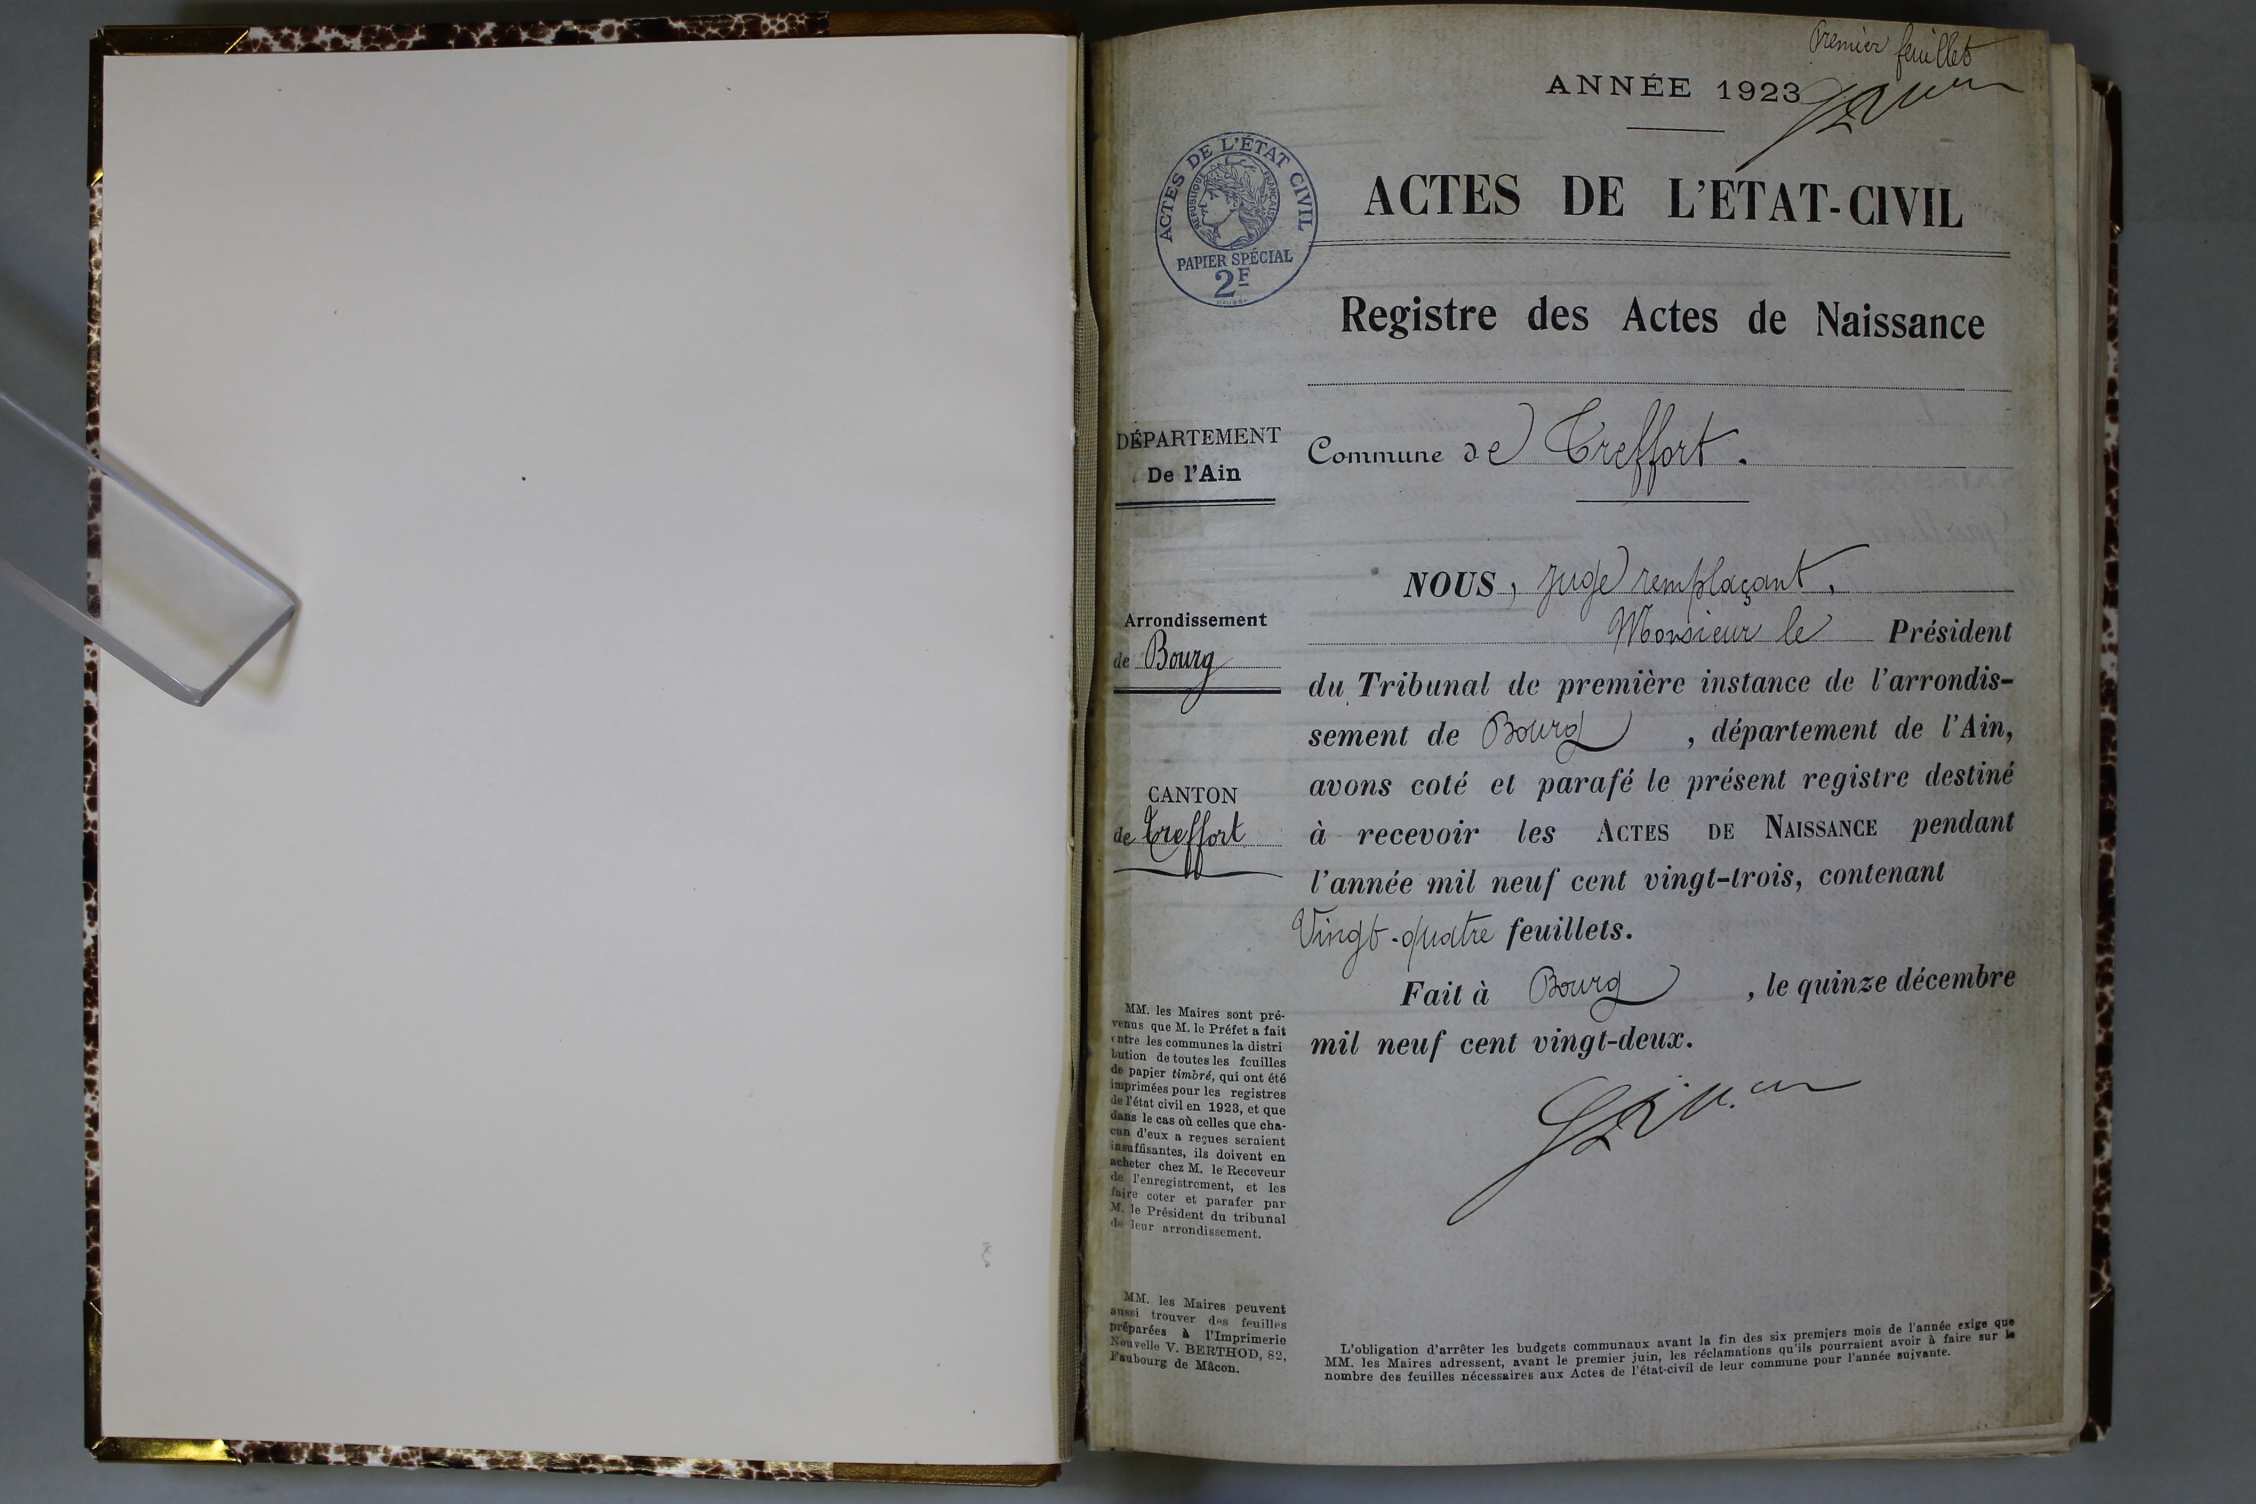 Premier feuillet
ANNÉE 1923
ACTES DE L'ÉTAT CIVIL
RÉPUBLIQUE FRANÇAISE
PAPIER SPÉCIAL
2F
ACTES DE L'ETAT-CIVIL
Registre des Actes de Naissance
DÉPARTEMENT
De l'Ain
Commune de Treffort.
Arrondissement
de Bourg
CANTON
de Treffort
NOUS, juge remplaçant,
Monsieur le Président
du Tribunal de première instance de l'arrondis-
sement de Bourg, département de l'Ain,
avons coté et parafé le présent registre destiné
à recevoir les ACTES DE NAISSANCE pendant
l'année mil neuf cent vingt-trois, contenant
Vingt-quatre feuillets.
Fait à Bourg, le quinze décembre
mil neuf cent vingt-deux.
MM. les Maires sont pré-
venus que M. le Préfet a fait
entre les communes la distri
bution de toutes les feuilles
de papier timbré, qui ont été
imprimées pour les registres
de l'état civil en 1923, et que
dans le cas où celles que cha-
cun d'eux a reçues seraient
insuffisantes, ils doivent en
acheter chez M. le Receveur
de l'enregistrement, et les
faire coter et parafer par
M. le Président du tribunal
de leur arrondissement.
MM. les Maires peuvent
aussi trouver des feuilles
préparées à l'Imprimerie
Nouvelle V. BERTHOD, 82,
Faubourg de Mâcon.
L'obligation d'arrêter les budgets communaux avant la fin des six premiers mois de l'année exige que
MM. les Maires adressent, avant le premier juin, les réclamations qu'ils pourraient avoir à faire sur le
nombre des feuilles nécessaires aux Actes de l'état-civil de leur commune pour l'année suivante.